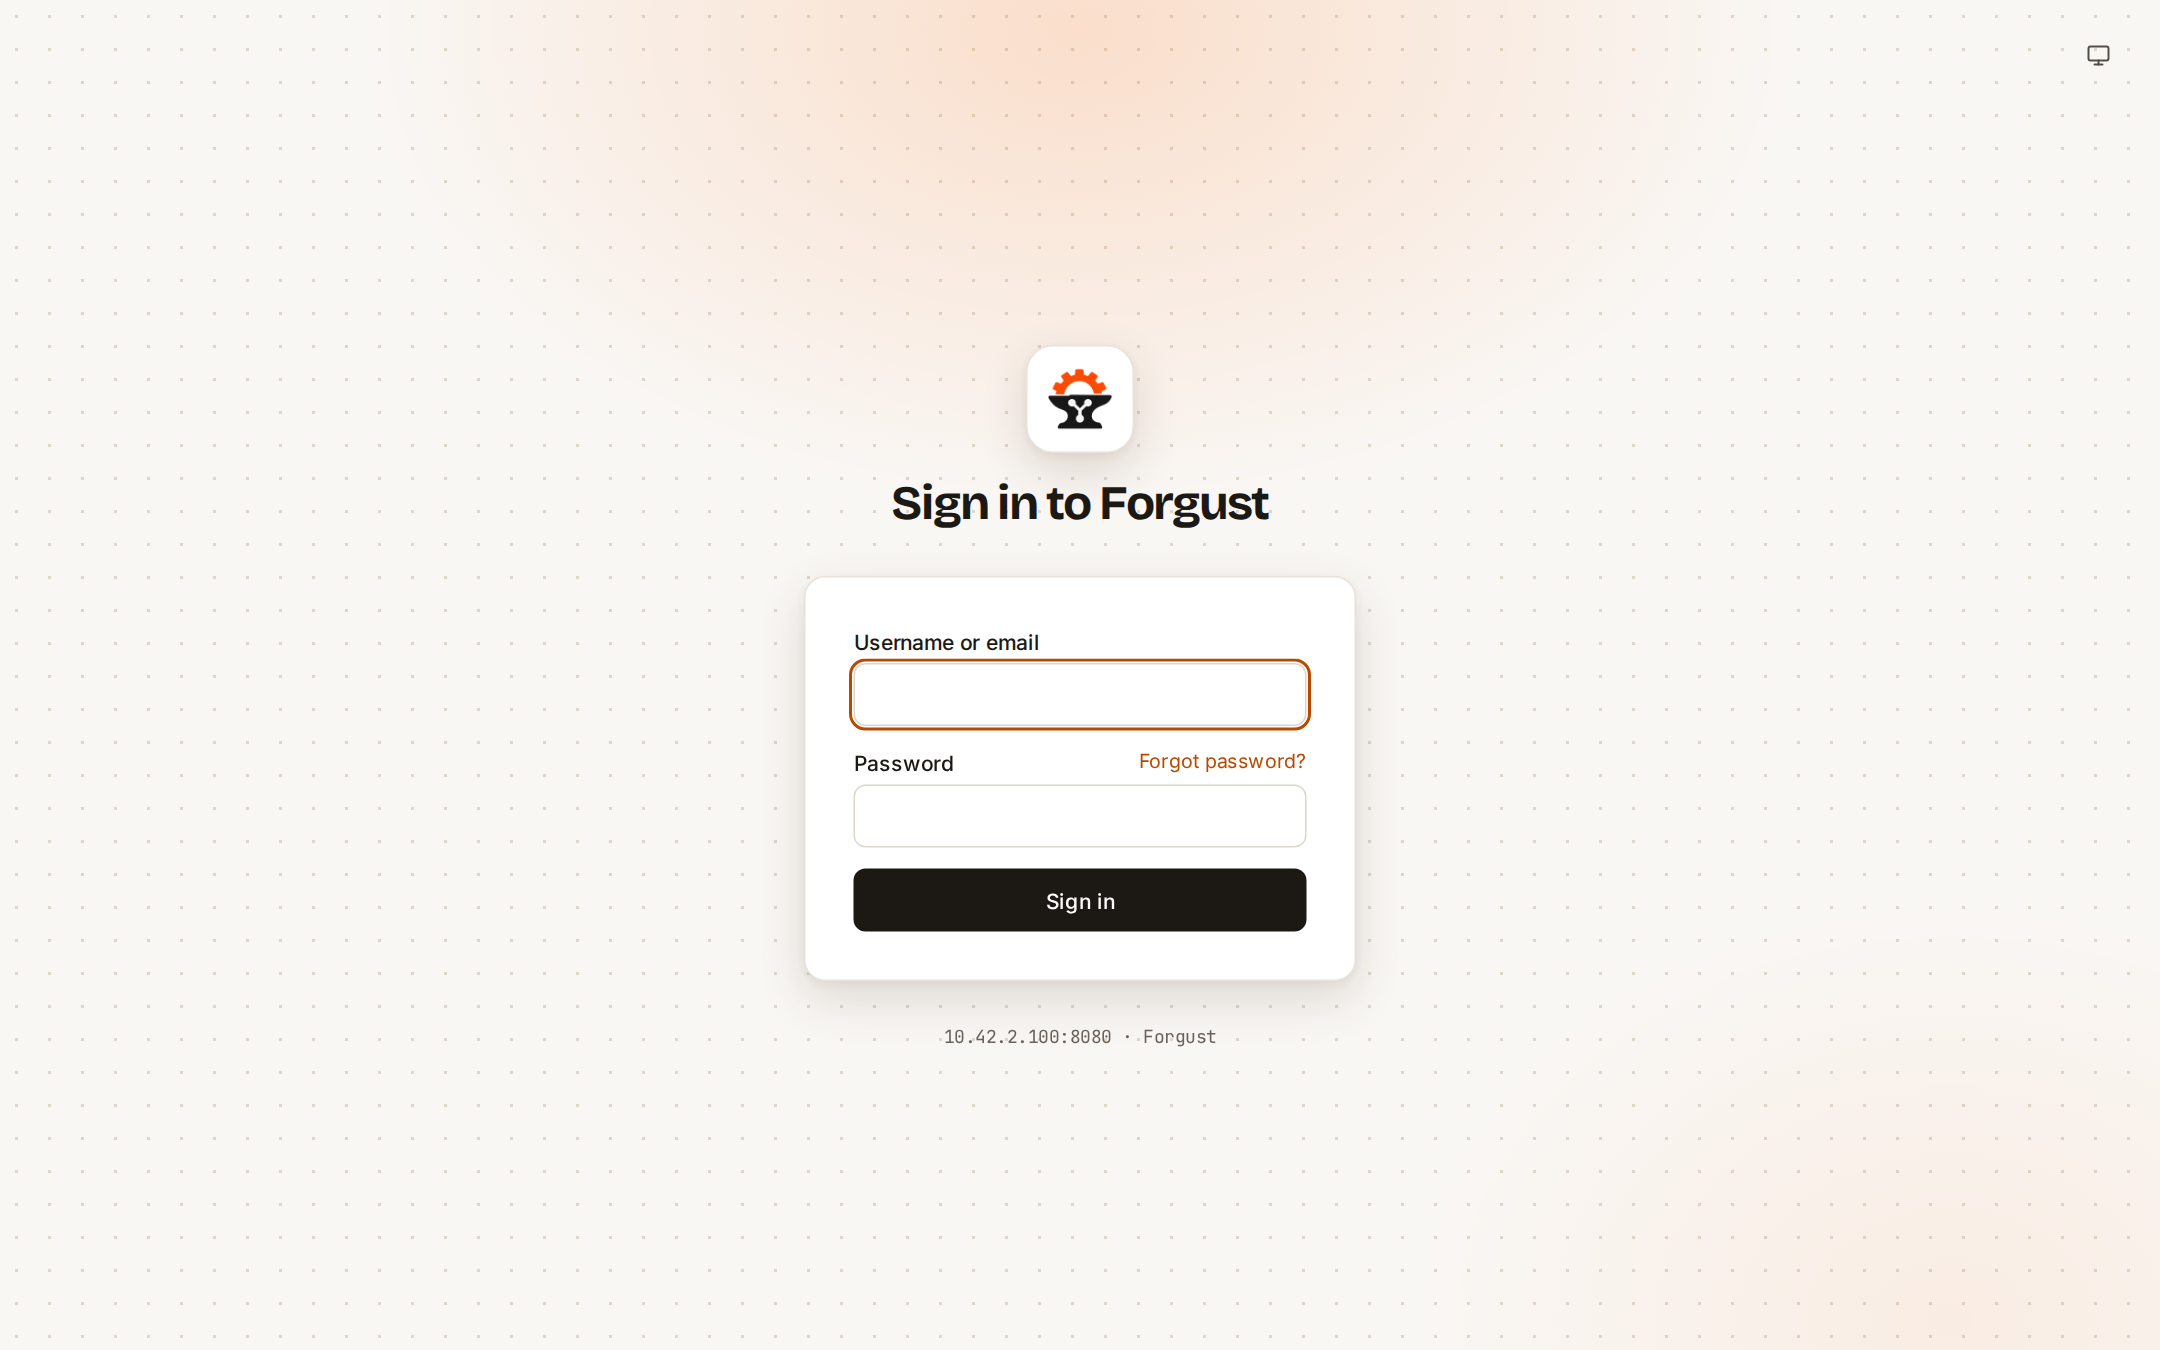 Sign in to Forgust
Username or email
Password
Forgot password?
Sign in
10.42.2.100:8080 · Forgust